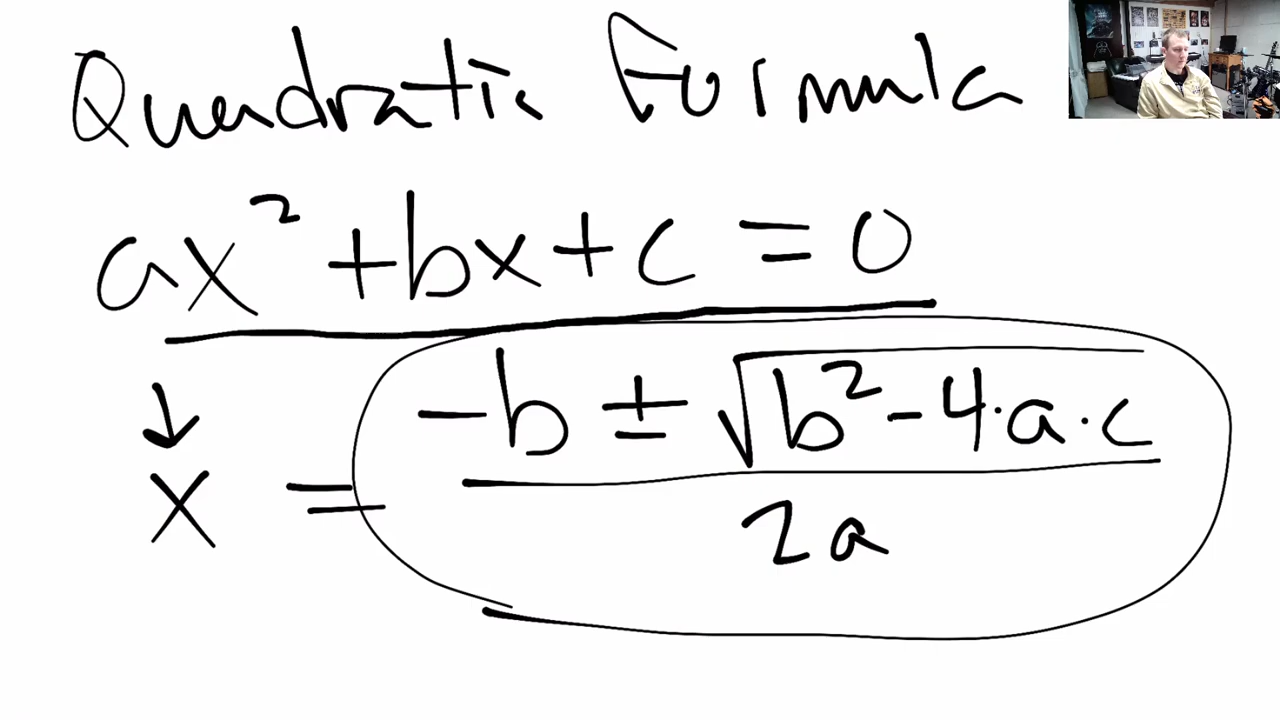 Quadratic Formula
ax² + bx + c = 0
x = (-b ± √(b² - 4·a·c)) / 2a